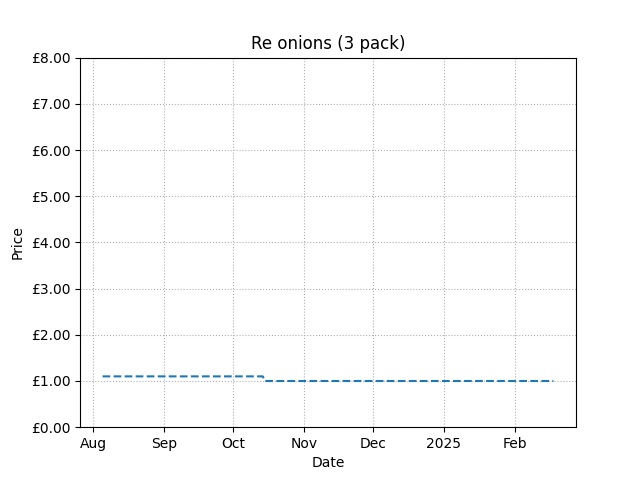 Re onions (3 pack)
£8.00
£7.00
£6.00
£5.00
£4.00
£3.00
£2.00
£1.00
£0.00
Price
Aug Sep Oct Nov Dec 2025 Feb
Date